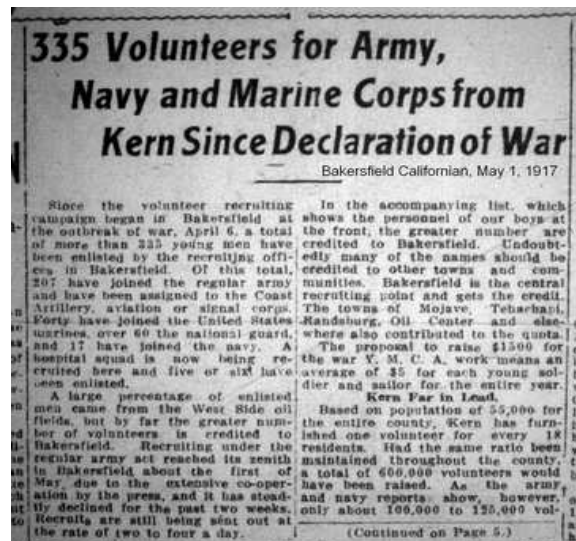 335 Volunteers for Army,
Navy and Marine Corps from
Kern Since Declaration of War
Bakersfield Californian, May 1, 1917
Since the volunteer recruiting
campaign began in Bakersfield at
the outbreak of war, April 6, a total
of more than 335 young men have
been enlisted by the recruiting offi-
ces in Bakersfield. Of this total,
207 have joined the regular army
and have been assigned to the Coast
Artillery, aviation or signal corps.
Forty have joined the United States
marines, over 60 the national guard,
and 17 have joined the navy. A
hospital squad is now being re-
cruited here and five or six have
been enlisted.
A large percentage of enlisted
men came from the West Side oil
fields, but by far the greater num-
ber of volunteers is credited to
Bakersfield. Recruiting under the
regular army act reached its zenith
in Bakersfield about the first of
May, due to the extensive co-oper-
ation by the press, and it has stead-
ily declined for the past two weeks.
Recruits are still being sent out at
the rate of two to four a day.
In the accompanying list, which
shows the personnel of our boys at
the front, the greater number are
credited to Bakersfield. Undoubt-
edly many of the names should be
credited to other towns and com-
munities. Bakersfield is the central
recruiting point and gets the credit.
The towns of Mojave, Tehachapi,
Randsburg, Oil Center and else-
where also contributed to the quota.
The proposal to raise $1500 for
the war Y. M. C. A. work means an
average of $5 for each young sol-
dier and sailor for the entire year.
Kern Far in Lead.
Based on population of 55,000 for
the entire county, Kern has fur-
nished one volunteer for every 18
residents. Had the same ratio been
maintained throughout the county,
a total of 600,000 volunteers would
have been raised. As the army
and navy reports show, however,
only about 100,000 to 125,000 vol-
(Continued on Page 5.)